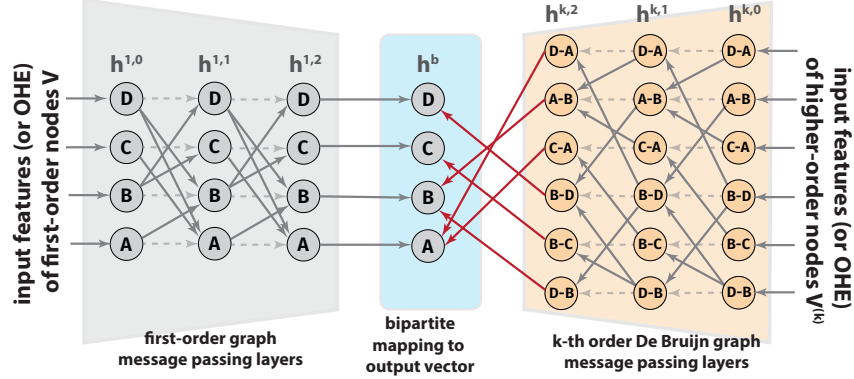 h1,0
h1,1
h1,2
D
D
D
C
C
C
B
B
B
A
A
A
input features (or OHE)
of first-order nodes V
first-order graph
message passing layers
hb
D
C
B
A
bipartite
mapping to
output vector
hk,2
hk,1
hk,0
D–A
D–A
D–A
A–B
A–B
A–B
C–A
C–A
C–A
B–D
B–D
B–D
B–C
B–C
B–C
D–B
D–B
D–B
k-th order De Bruijn graph
message passing layers
input features (or OHE)
of higher-order nodes V(k)